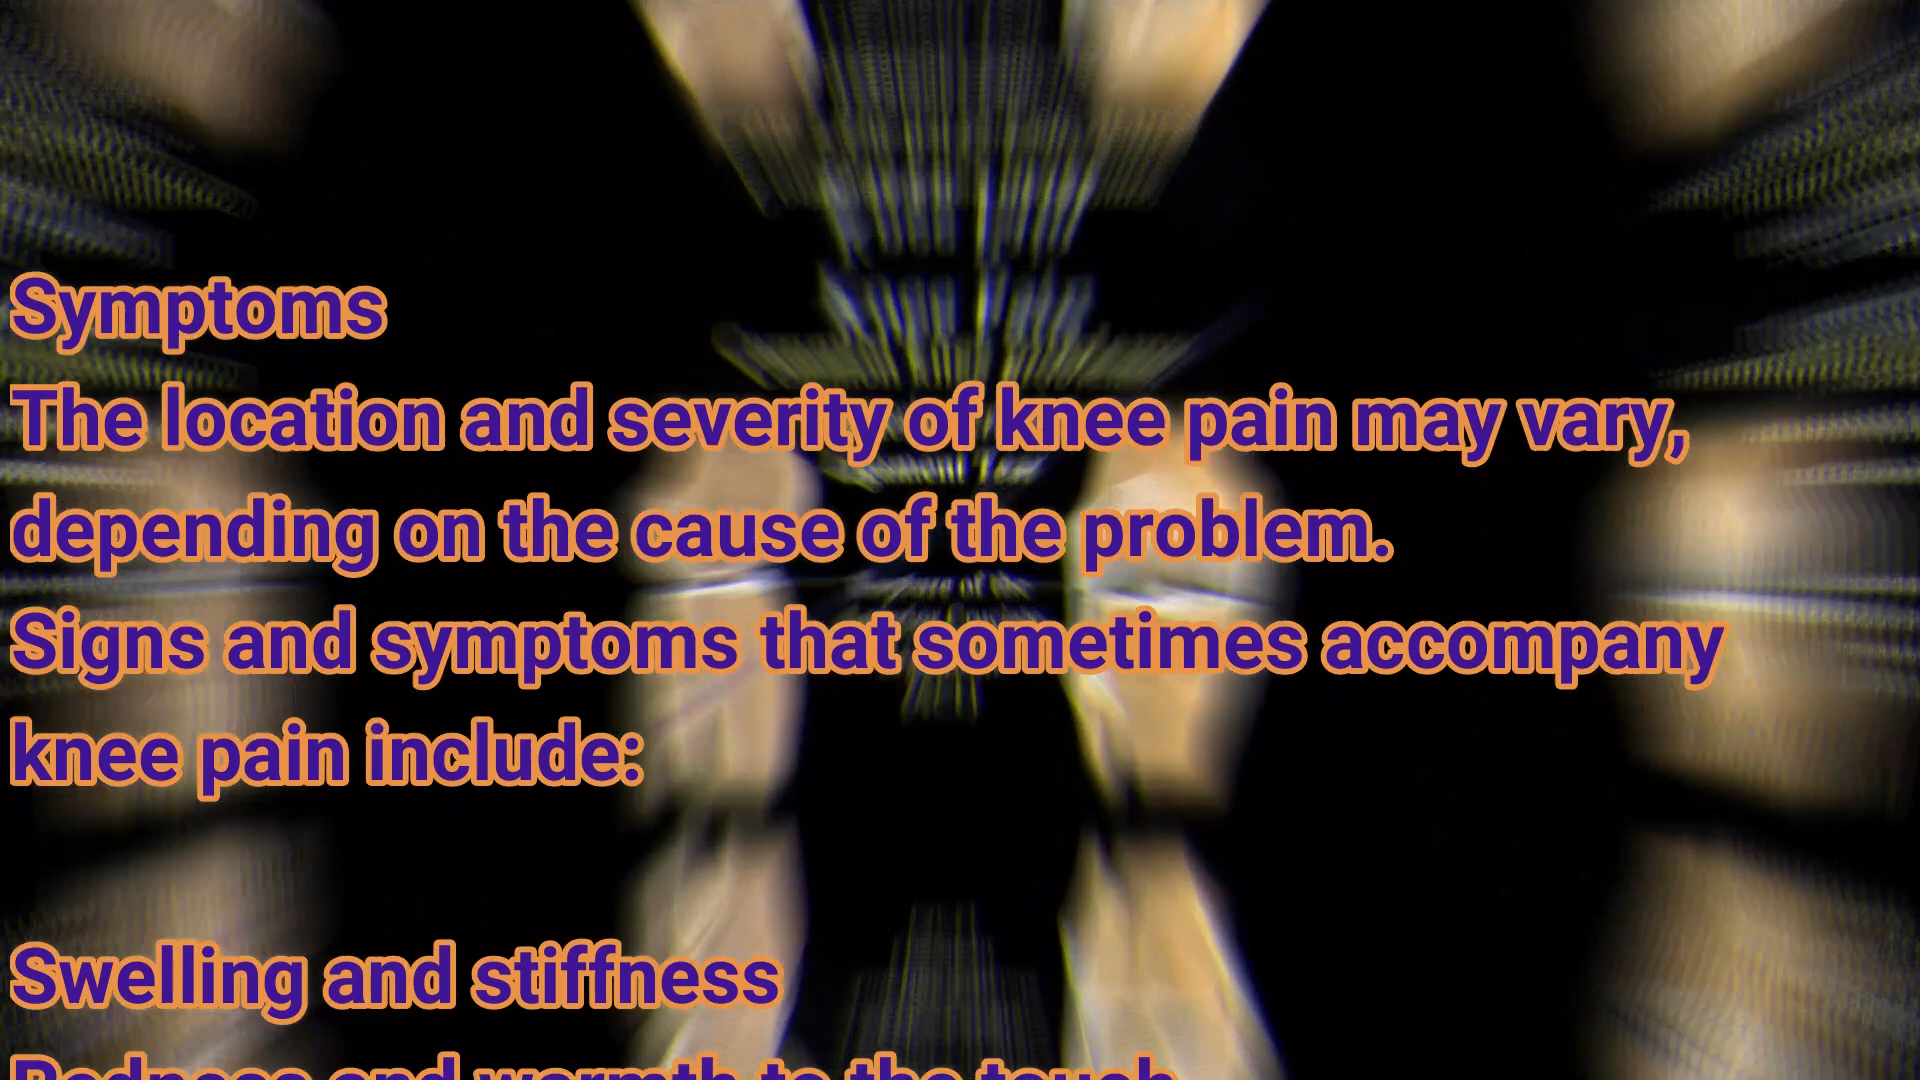 Symptoms
The location and severity of knee pain may vary,
depending on the cause of the problem.
Signs and symptoms that sometimes accompany
knee pain include:
Swelling and stiffness
Redness and warmth to the touch